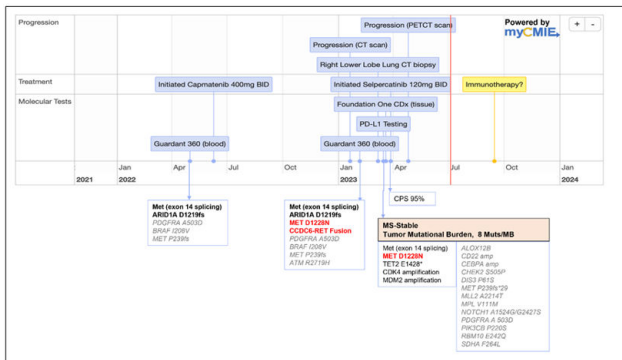 Progression
Progression (PETCT scan)
Powered by
myCMIE
+ -
Progression (CT scan)
Right Lower Lobe Lung CT biopsy
Treatment
Initiated Capmatenib 400mg BID
Initiated Selpercatinib 120mg BID
Immunotherapy?
Molecular Tests
Foundation One CDx (tissue)
PD-L1 Testing
Guardant 360 (blood)
Guardant 360 (blood)
Jan Apr Jul Oct Jan Apr Jul Oct Jan
2021 2022 2023 2024
CPS 95%
Met (exon 14 splicing)
ARID1A D1219fs
PDGFRA A503D
BRAF I208V
MET P239fs
Met (exon 14 splicing)
ARID1A D1219fs
MET D1228N
CCDC6-RET Fusion
PDGFRA A503D
BRAF I208V
MET P239fs
ATM R2719H
MS-Stable
Tumor Mutational Burden, 8 Muts/MB
Met (exon 14 splicing)
MET D1228N
TET2 E1428*
CDK4 amplification
MDM2 amplification
ALOX12B
CD22 amp
CEBPA amp
CHEK2 S505P
DIS3 P61S
MET P239fs*29
MLL2 A2214T
MPL V111M
NOTCH1 A1524G/G2427S
PDGFRA A 503D
PIK3CB P220S
RBM10 E242Q
SDHA F264L